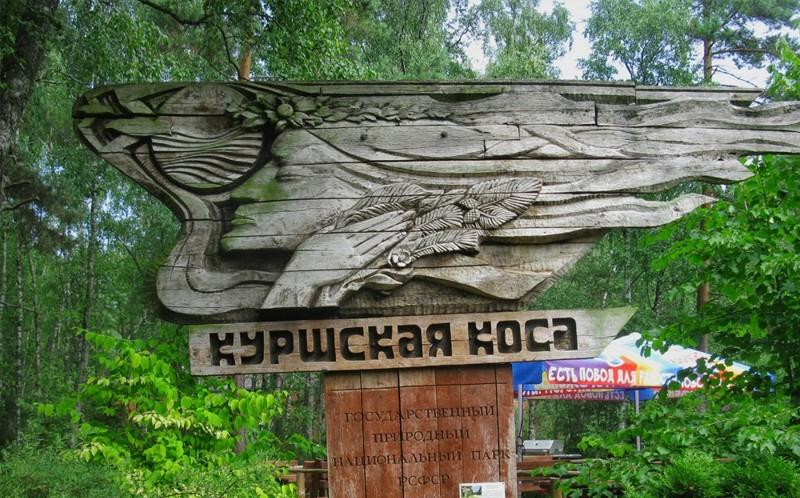 КУРШСКАЯ КОСА
ГОСУДАРСТВЕННЫЙ
ПРИРОДНЫЙ
НАЦИОНАЛЬНЫЙ ПАРК
РСФСР
ЕСТЬ ПОВОД ДЛЯ